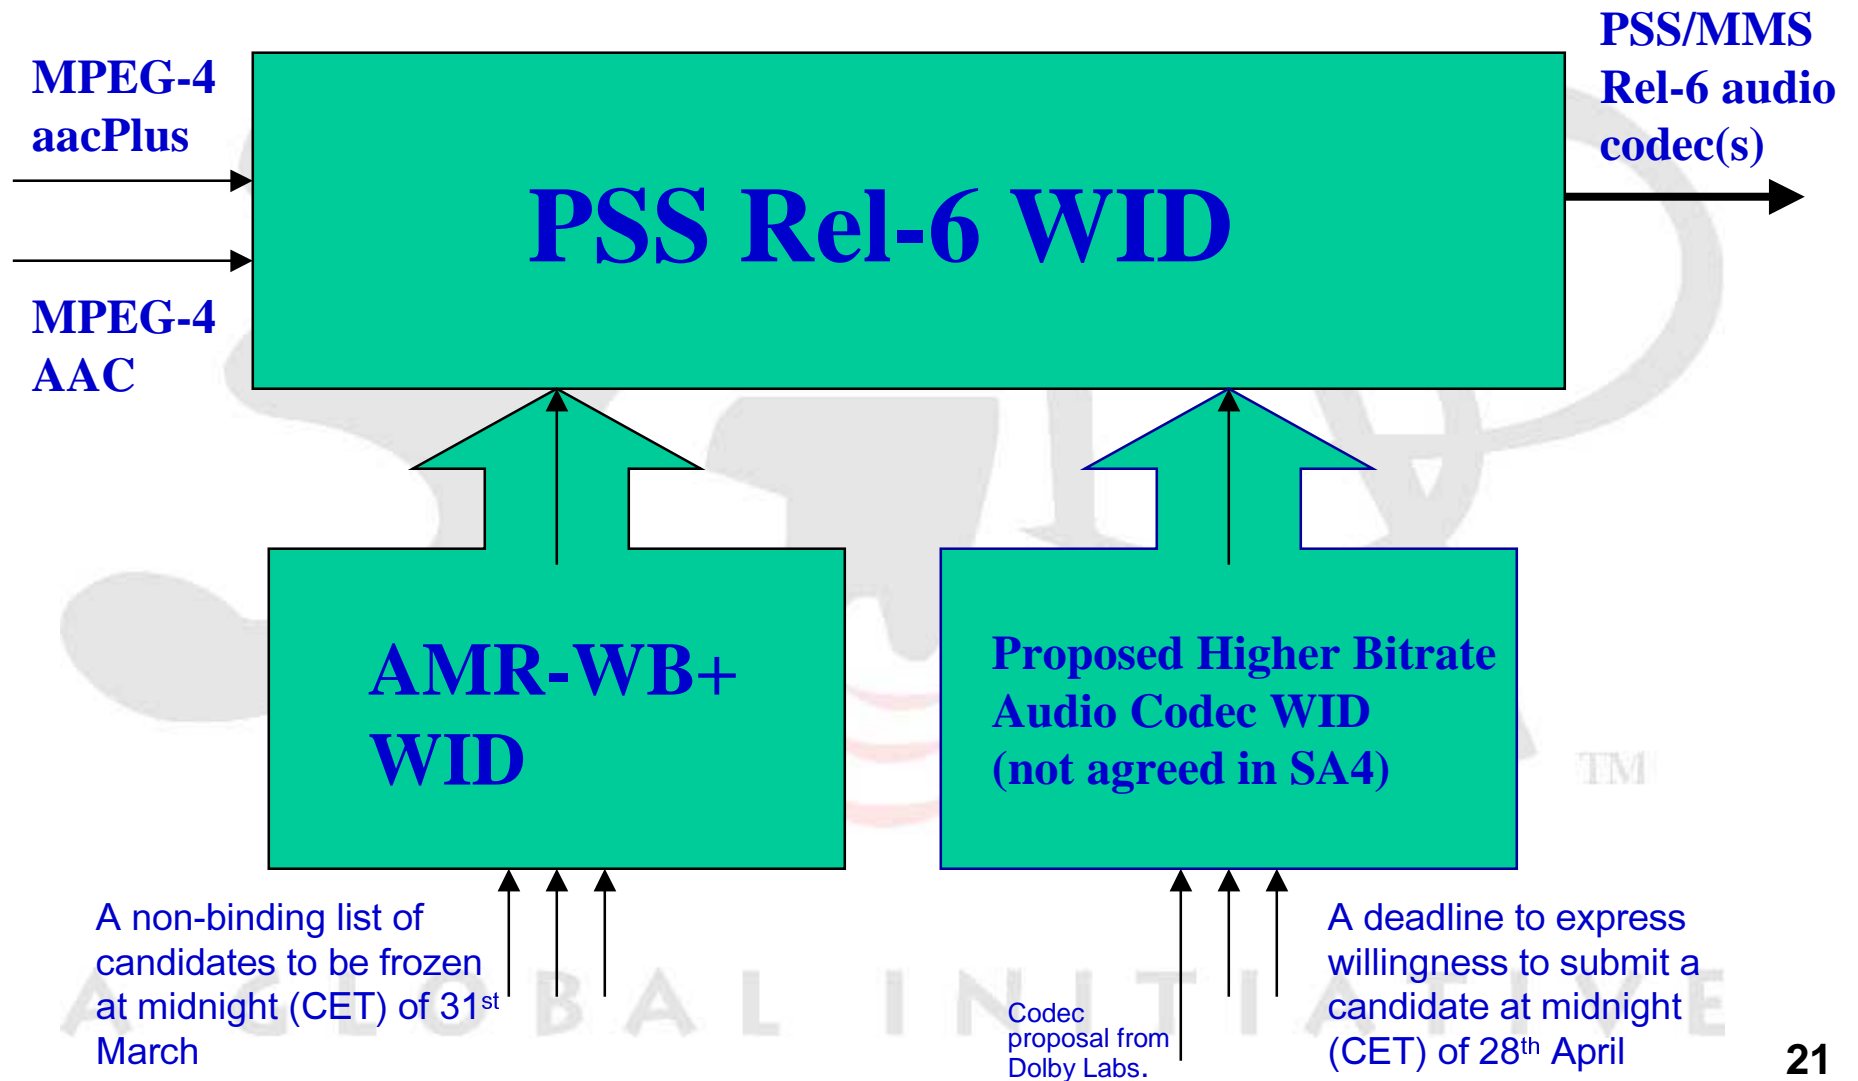 MPEG-4
aacPlus
MPEG-4
AAC
PSS Rel-6 WID
PSS/MMS
Rel-6 audio
codec(s)
AMR-WB+
WID
Proposed Higher Bitrate
Audio Codec WID
(not agreed in SA4)
TM
A non-binding list of
candidates to be frozen
at midnight (CET) of 31st
March
Codec
proposal from
Dolby Labs.
A deadline to express
willingness to submit a
candidate at midnight
(CET) of 28th April
A GLOBAL INITIATIVE
21